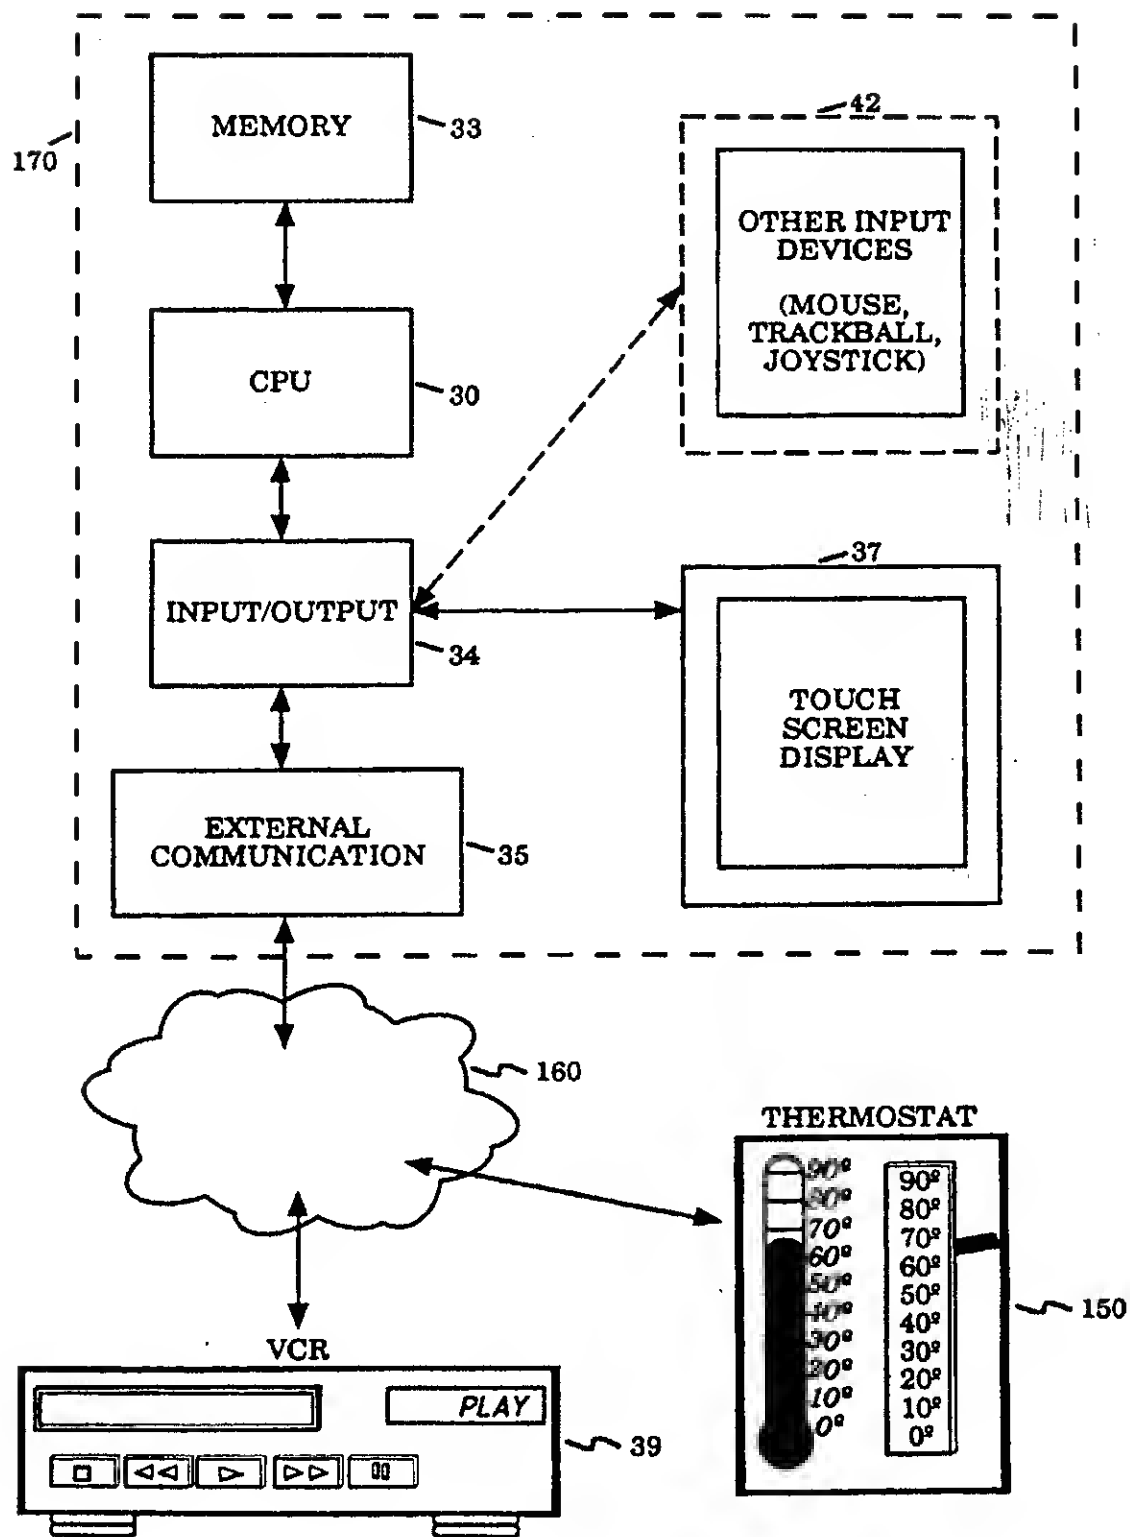 170
MEMORY
33
42
OTHER INPUT
DEVICES
(MOUSE,
TRACKBALL,
JOYSTICK)
CPU
30
INPUT/OUTPUT
34
37
TOUCH
SCREEN
DISPLAY
EXTERNAL
COMMUNICATION
35
160
THERMOSTAT
90º
80º
70º
60º
50º
40º
30º
20º
10º
0º
90º
80º
70º
60º
50º
40º
30º
20º
10º
0º
150
VCR
PLAY
39